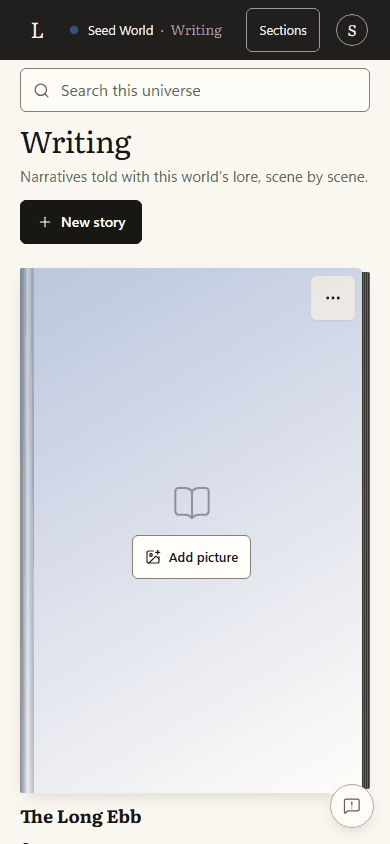 L
Seed World · Writing
Sections
S
Search this universe
Writing
Narratives told with this world's lore, scene by scene.
New story
Add picture
The Long Ebb